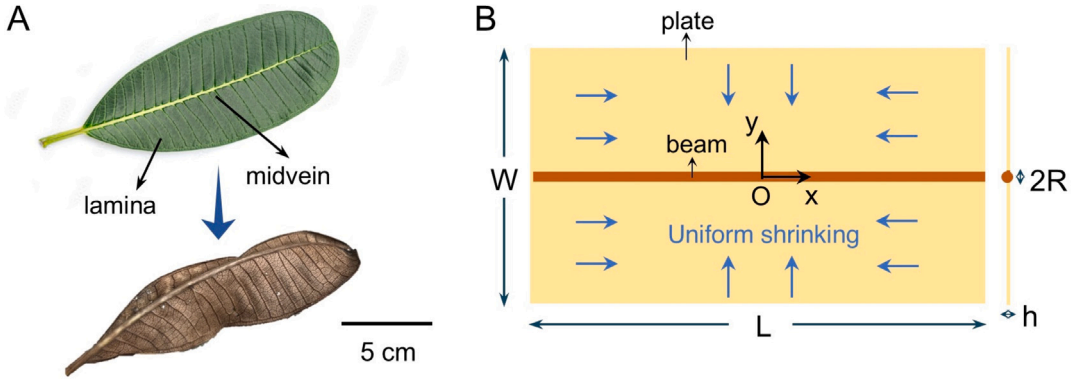 A
lamina
midvein
5 cm
B
plate
beam
y
O
x
W
Uniform shrinking
L
2R
h